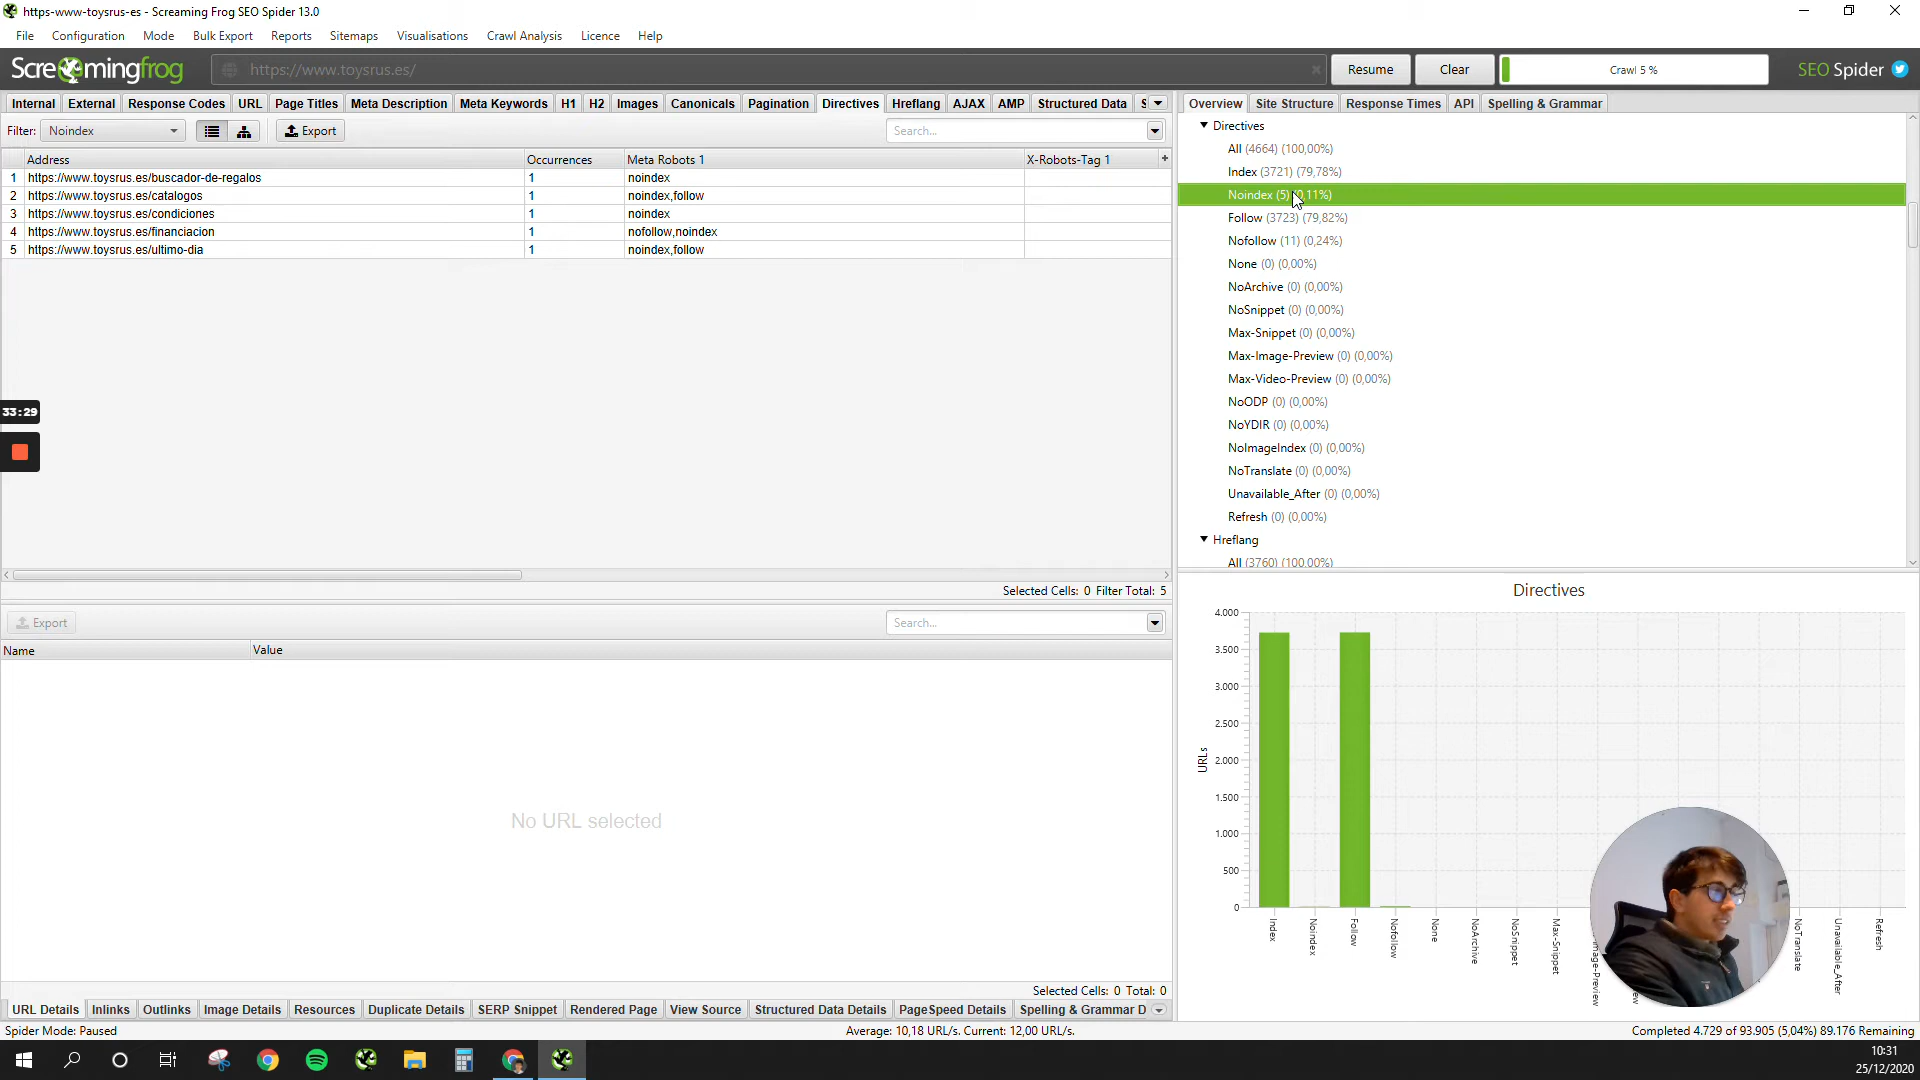 https-www-toysrus-es - Screaming Frog SEO Spider 13.0
File Configuration Mode Bulk Export Reports Sitemaps Visualisations Crawl Analysis Licence Help
Screamingfrog https://www.toysrus.es/ Resume Clear Crawl 5 % SEO Spider
Internal External Response Codes URL Page Titles Meta Description Meta Keywords H1 H2 Images Canonicals Pagination Directives Hreflang AJAX AMP Structured Data S
Filter: Noindex Export Search...
Address Occurrences Meta Robots 1 X-Robots-Tag 1 +
1 https://www.toysrus.es/buscador-de-regalos 1 noindex
2 https://www.toysrus.es/catalogos 1 noindex,follow
3 https://www.toysrus.es/condiciones 1 noindex
4 https://www.toysrus.es/financiacion 1 nofollow,noindex
5 https://www.toysrus.es/ultimo-dia 1 noindex,follow
33:29
Selected Cells: 0 Filter Total: 5
Export Search...
Name Value
No URL selected
Selected Cells: 0 Total: 0
URL Details Inlinks Outlinks Image Details Resources Duplicate Details SERP Snippet Rendered Page View Source Structured Data Details PageSpeed Details Spelling & Grammar D
Overview Site Structure Response Times API Spelling & Grammar
Directives
All (4664) (100,00%)
Index (3721) (79,78%)
Noindex (5) (0,11%)
Follow (3723) (79,82%)
Nofollow (11) (0,24%)
None (0) (0,00%)
NoArchive (0) (0,00%)
NoSnippet (0) (0,00%)
Max-Snippet (0) (0,00%)
Max-Image-Preview (0) (0,00%)
Max-Video-Preview (0) (0,00%)
NoODP (0) (0,00%)
NoYDIR (0) (0,00%)
NoImageIndex (0) (0,00%)
NoTranslate (0) (0,00%)
Unavailable_After (0) (0,00%)
Refresh (0) (0,00%)
Hreflang
All (3760) (100,00%)
Directives
4.000
3.500
3.000
2.500
2.000
1.500
1.000
500
0
URLs
Index Noindex Follow Nofollow None NoArchive NoSnippet Max-Snippet NoTranslate Unavailable_After Refresh
Spider Mode: Paused Average: 10,18 URL/s. Current: 12,00 URL/s. Completed 4.729 of 93.905 (5,04%) 89.176 Remaining
10:31
25/12/2020